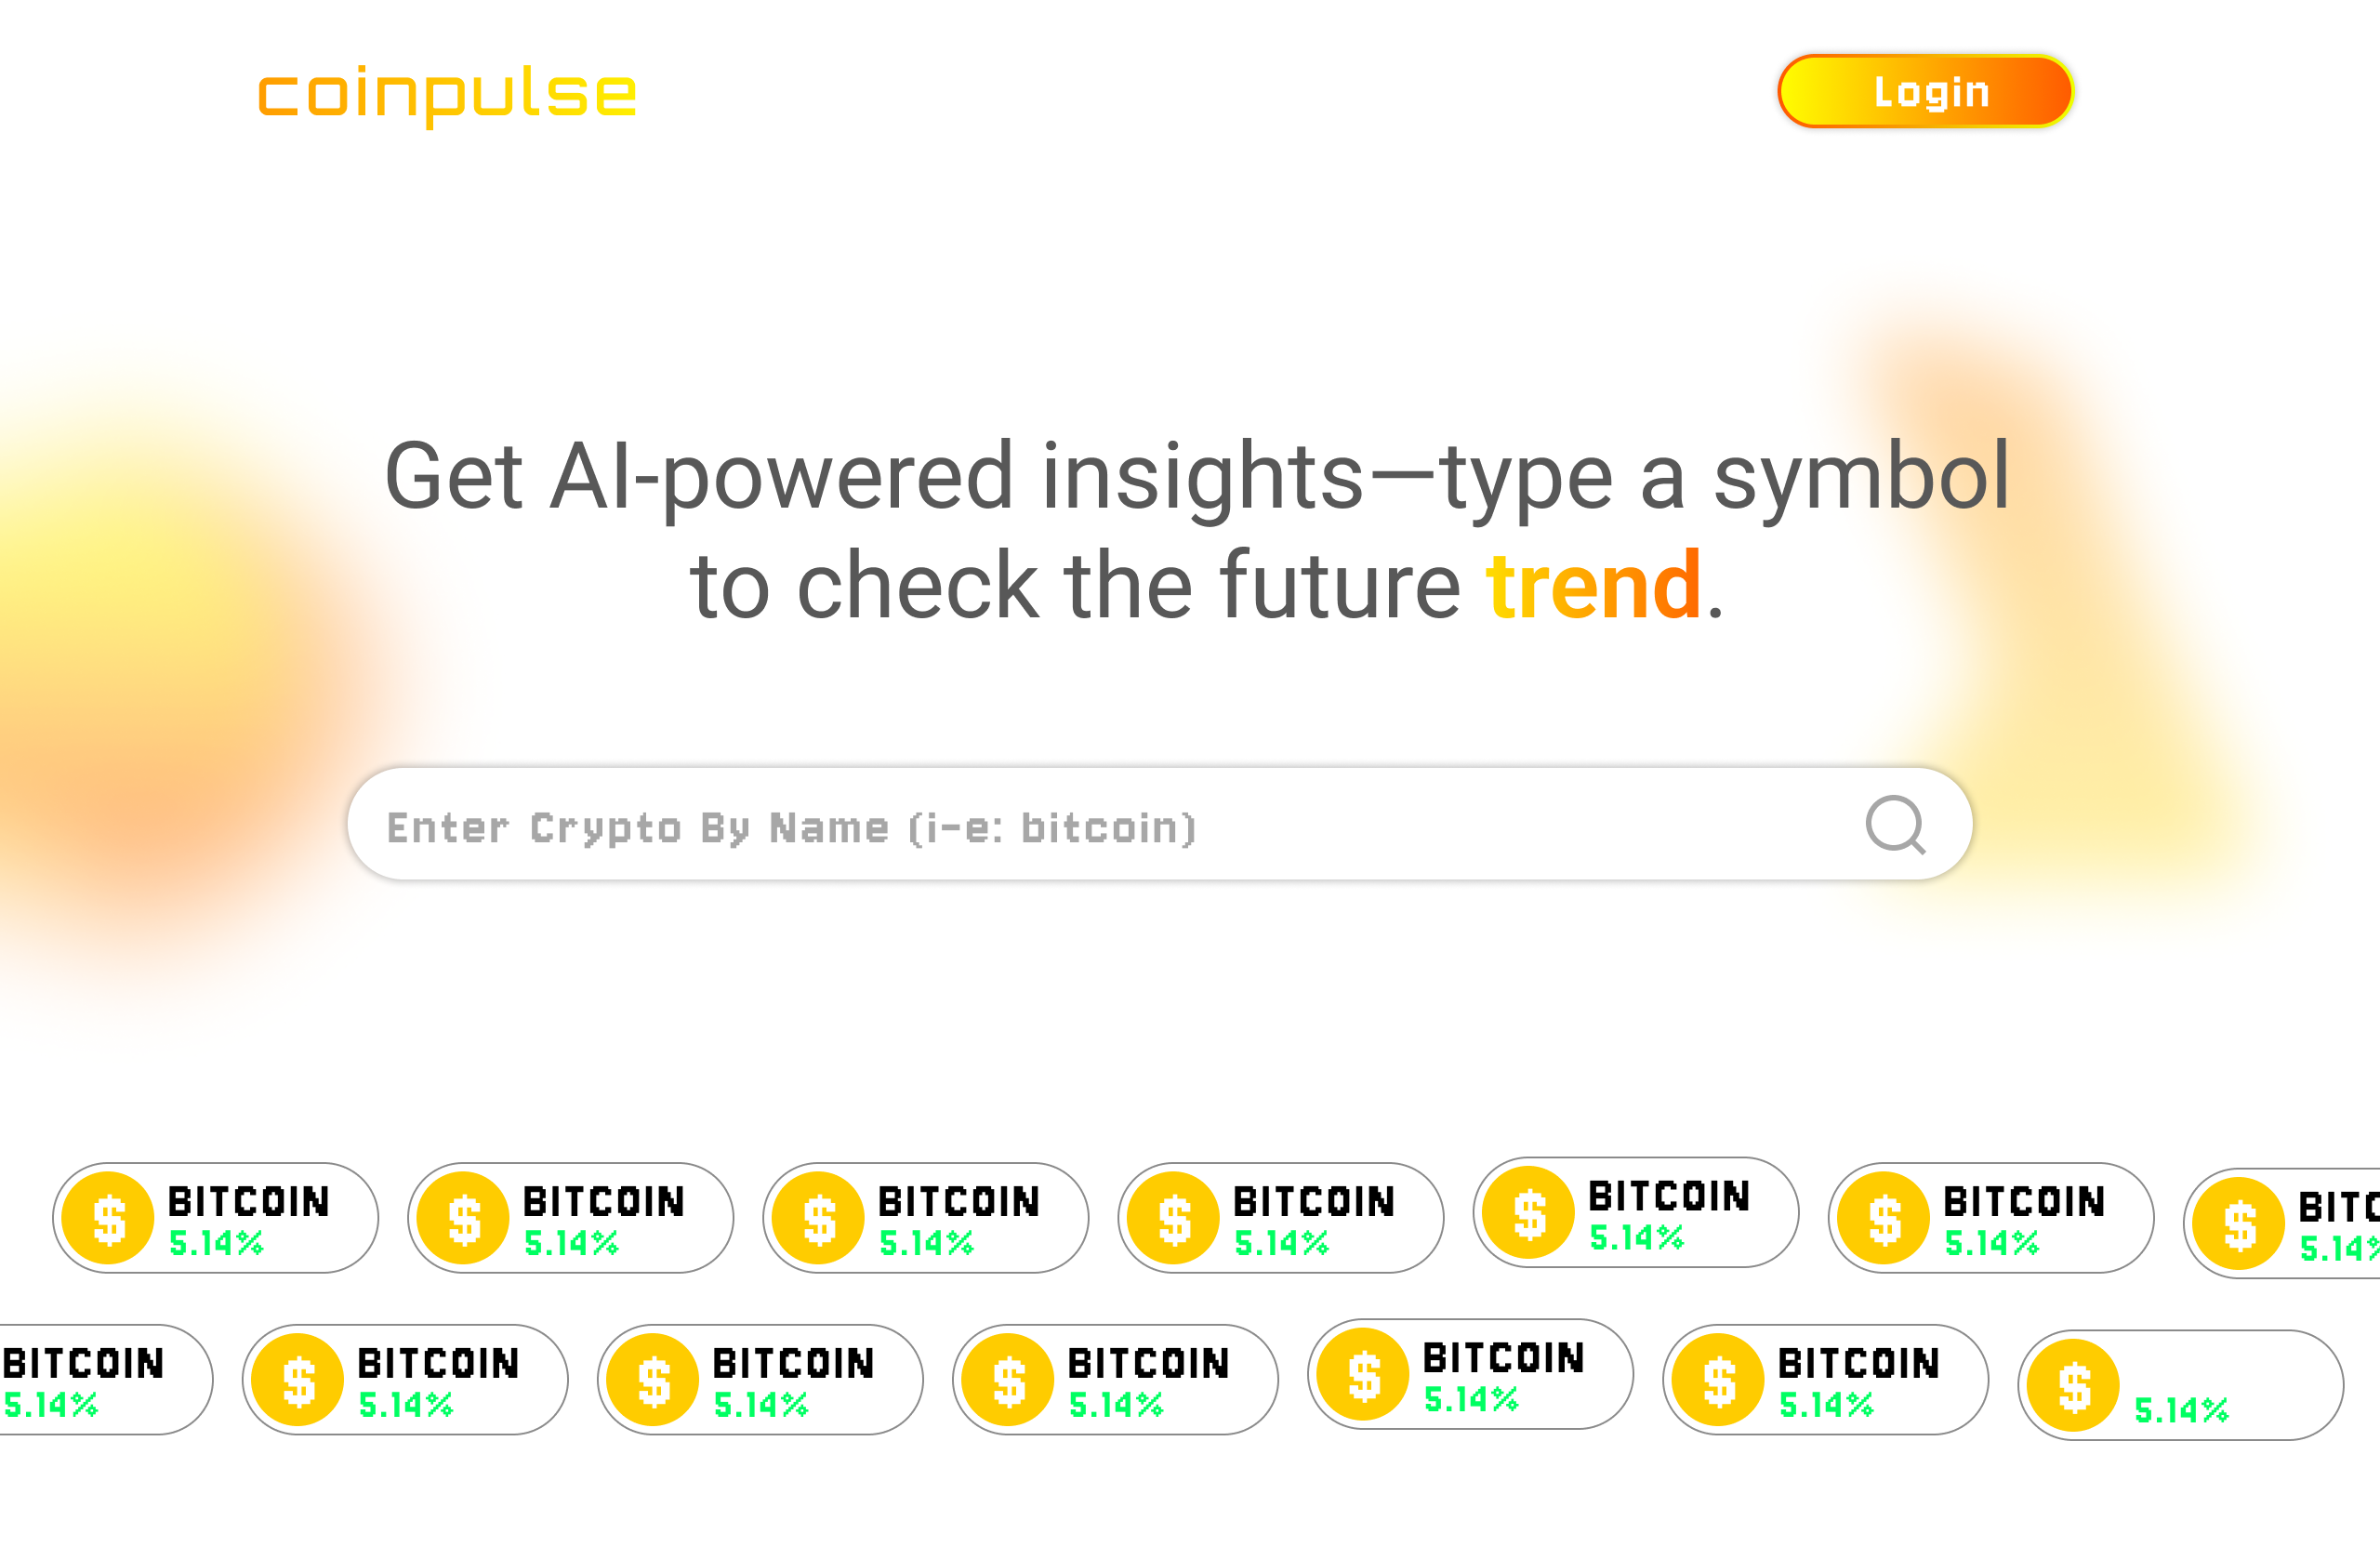 coinpulse
Login
Get AI-powered insights—type a symbol
to check the future trend.
Enter Crypto By Name (i-e: bitcoin)
$ BITCOIN
5.14%
$ BITCOIN
5.14%
$ BITCOIN
5.14%
$ BITCOIN
5.14%
$ BITCOIN
5.14%
$ BITCOIN
5.14%
$ BITC
5.14%
BITCOIN
5.14%
$ BITCOIN
5.14%
$ BITCOIN
5.14%
$ BITCOIN
5.14%
$ BITCOIN
5.14%
$ BITCOIN
5.14%
$
5.14%